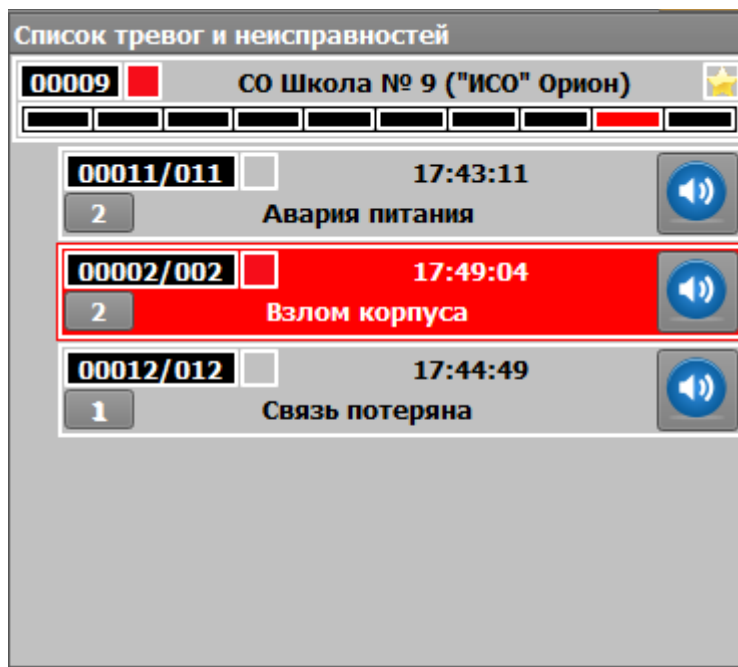 Список тревог и неисправностей
00009 СО Школа № 9 ("ИСО" Орион)
00011/011 17:43:11
2 Авария питания
00002/002 17:49:04
2 Взлом корпуса
00012/012 17:44:49
1 Связь потеряна